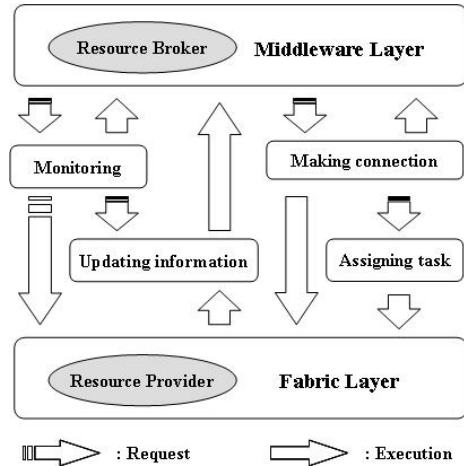 Resource Broker
Middleware Layer
Monitoring
Making connection
Updating information
Assigning task
Resource Provider
Fabric Layer
: Request
: Execution